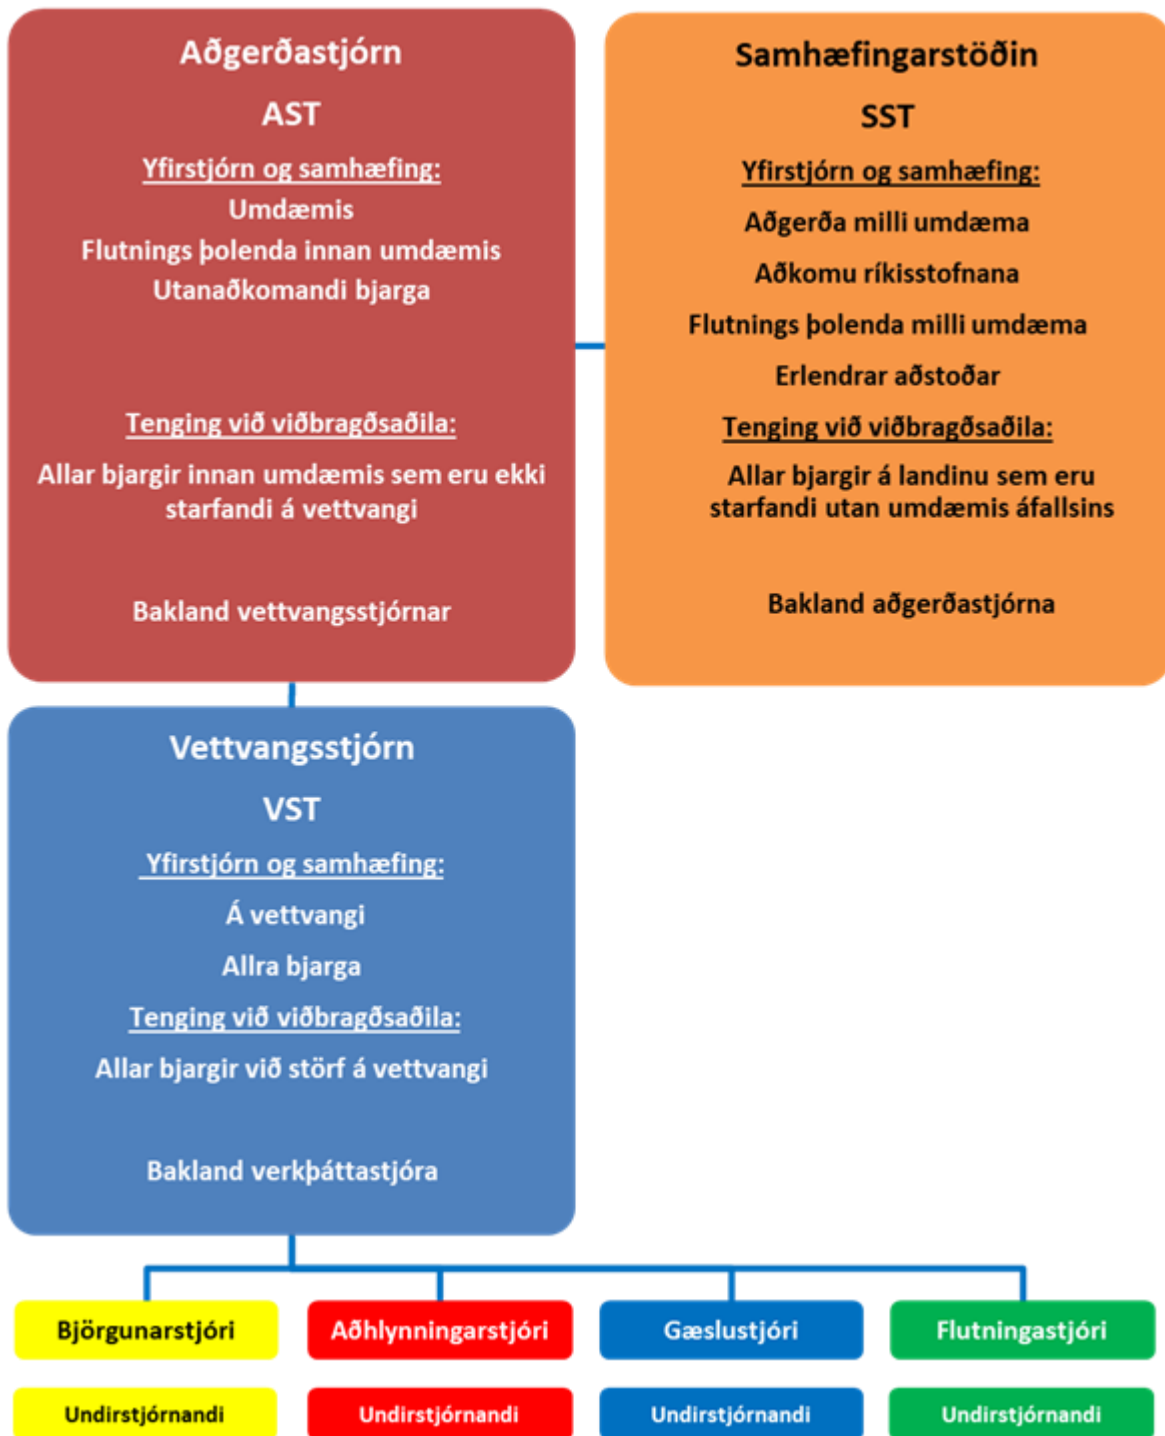 Aðgerðastjórn
AST
Yfirstjórn og samhæfing:
Umdæmis
Flutnings þolenda innan umdæmis
Utanaðkomandi bjarga
Tenging við viðbragðsaðila:
Allar bjargir innan umdæmis sem eru ekki
starfandi á vettvangi
Bakland vettvangsstjórnar
Samhæfingarstöðin
SST
Yfirstjórn og samhæfing:
Aðgerða milli umdæma
Aðkomu ríkisstofnana
Flutnings þolenda milli umdæma
Erlendrar aðstoðar
Tenging við viðbragðsaðila:
Allar bjargir á landinu sem eru
starfandi utan umdæmis áfallsins
Bakland aðgerðastjórna
Vettvangsstjórn
VST
Yfirstjórn og samhæfing:
Á vettvangi
Allra bjarga
Tenging við viðbragðsaðila:
Allar bjargir við störf á vettvangi
Bakland verkþáttastjóra
Björgunarstjóri
Aðhlynningarstjóri
Gæslustjóri
Flutningastjóri
Undirstjórnandi
Undirstjórnandi
Undirstjórnandi
Undirstjórnandi